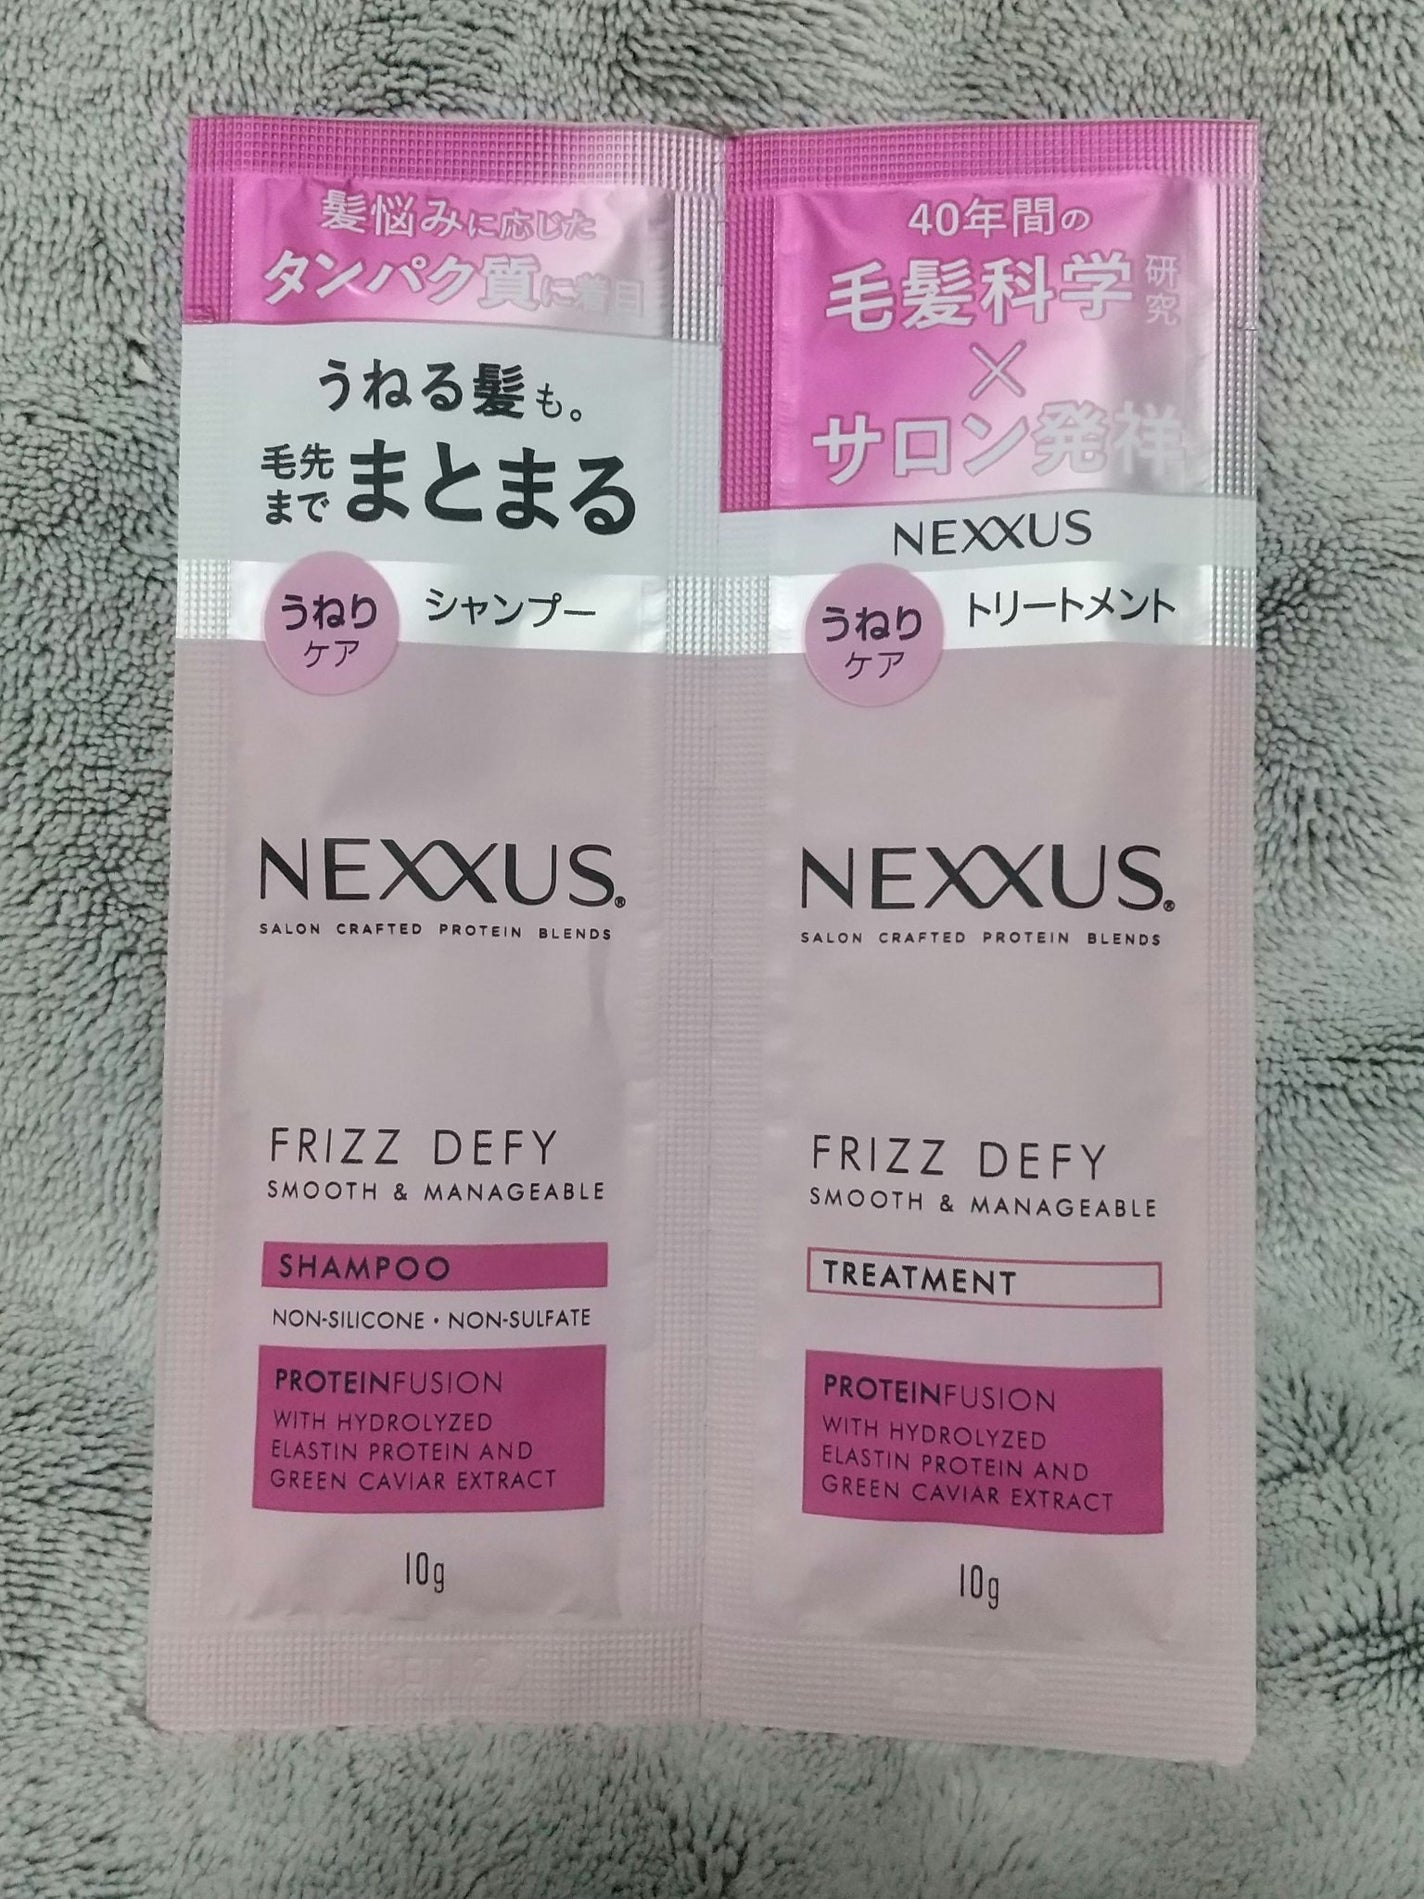 髪悩みに応じた
タンパク質に着目
うねる髪も。
毛先
まで
まとまる
うねり
ケア
シャンプー
NEXXUS®
SALON CRAFTED PROTEIN BLENDS
FRIZZ DEFY
SMOOTH & MANAGEABLE
SHAMPOO
NON-SILICONE・NON-SULFATE
PROTEINFUSION
WITH HYDROLYZED
ELASTIN PROTEIN AND
GREEN CAVIAR EXTRACT
10g
40年間の
毛髪科学研究
×
サロン発祥
NEXXUS
うねり
ケア
トリートメント
NEXXUS®
SALON CRAFTED PROTEIN BLENDS
FRIZZ DEFY
SMOOTH & MANAGEABLE
TREATMENT
PROTEINFUSION
WITH HYDROLYZED
ELASTIN PROTEIN AND
GREEN CAVIAR EXTRACT
10g